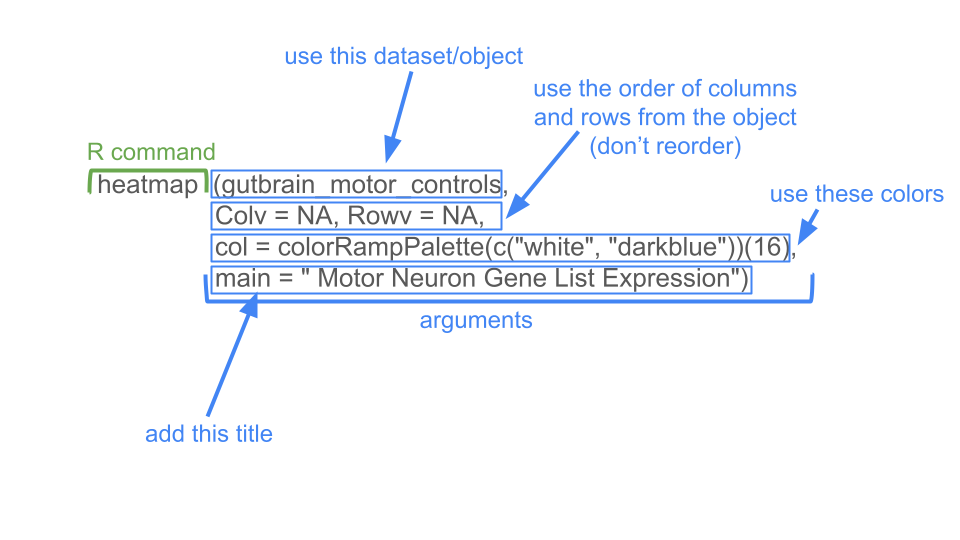 use this dataset/object
use the order of columns
and rows from the object
(don't reorder)
R command
use these colors
heatmap (gutbrain_motor_controls,
Colv = NA, Rowv = NA,
col = colorRampPalette(c("white", "darkblue"))(16),
main = " Motor Neuron Gene List Expression")
arguments
add this title